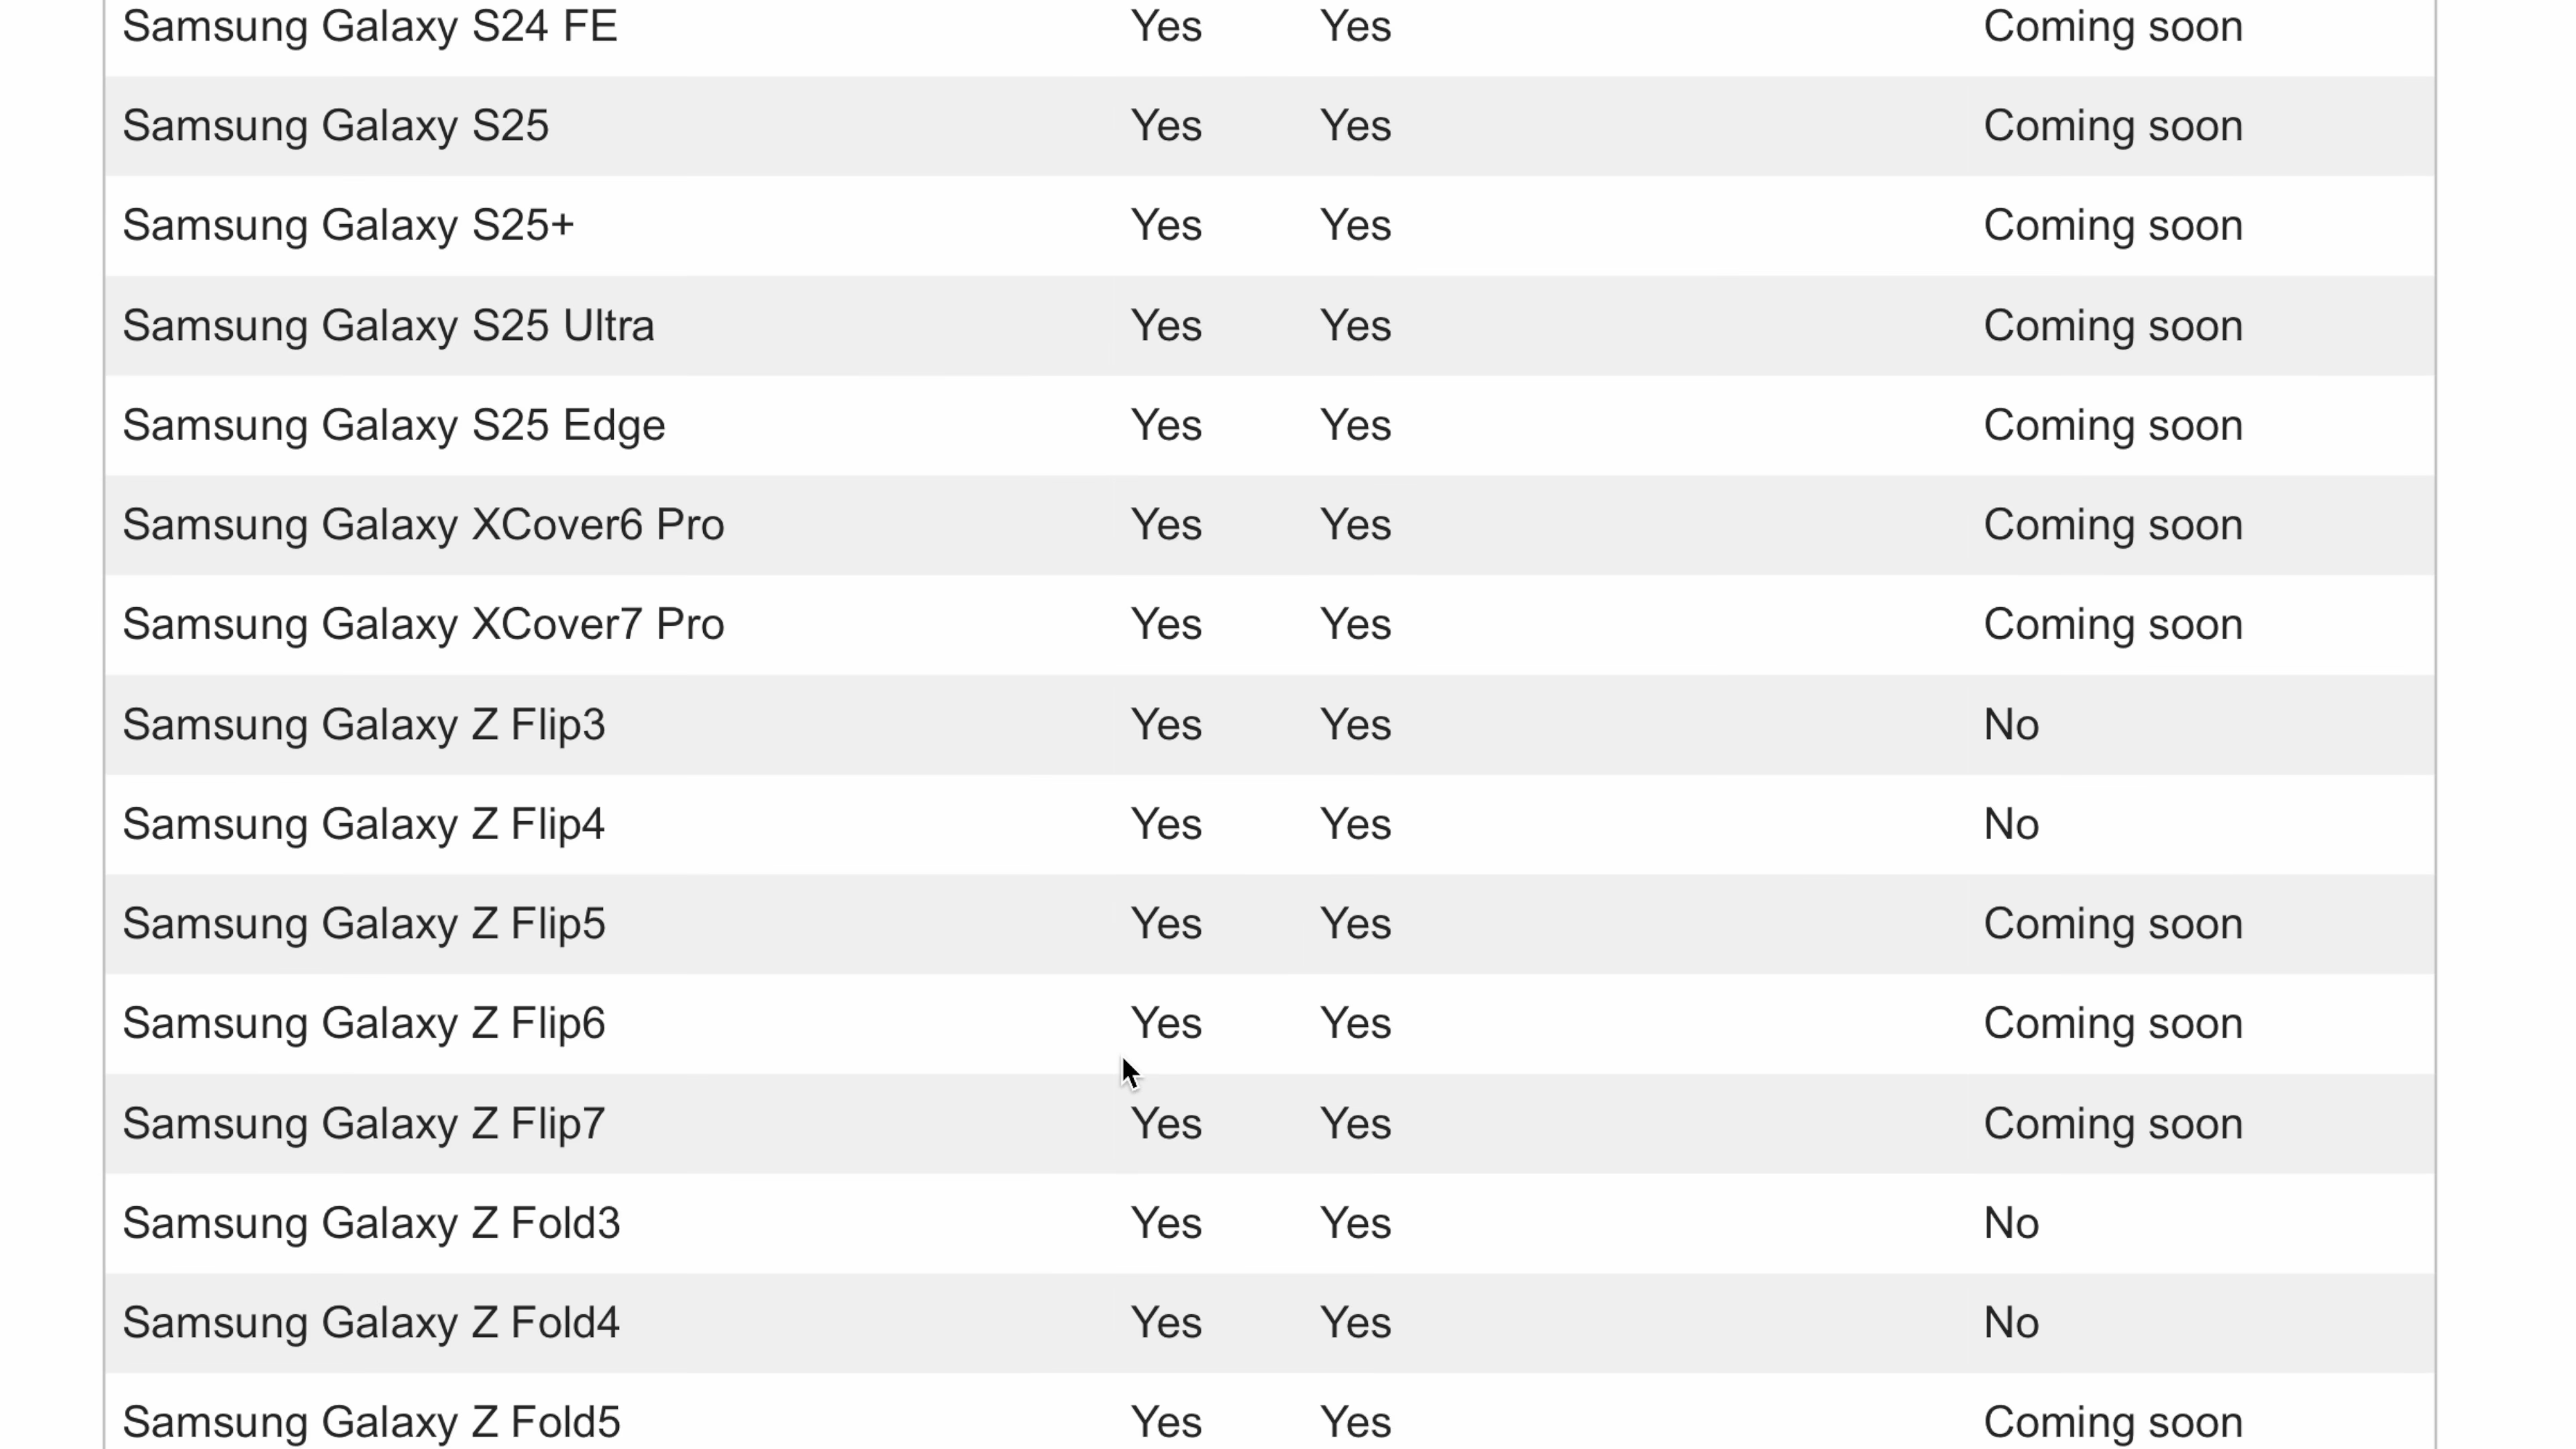 Samsung Galaxy S24 FE Yes Yes Coming soon
Samsung Galaxy S25 Yes Yes Coming soon
Samsung Galaxy S25+ Yes Yes Coming soon
Samsung Galaxy S25 Ultra Yes Yes Coming soon
Samsung Galaxy S25 Edge Yes Yes Coming soon
Samsung Galaxy XCover6 Pro Yes Yes Coming soon
Samsung Galaxy XCover7 Pro Yes Yes Coming soon
Samsung Galaxy Z Flip3 Yes Yes No
Samsung Galaxy Z Flip4 Yes Yes No
Samsung Galaxy Z Flip5 Yes Yes Coming soon
Samsung Galaxy Z Flip6 Yes Yes Coming soon
Samsung Galaxy Z Flip7 Yes Yes Coming soon
Samsung Galaxy Z Fold3 Yes Yes No
Samsung Galaxy Z Fold4 Yes Yes No
Samsung Galaxy Z Fold5 Yes Yes Coming soon